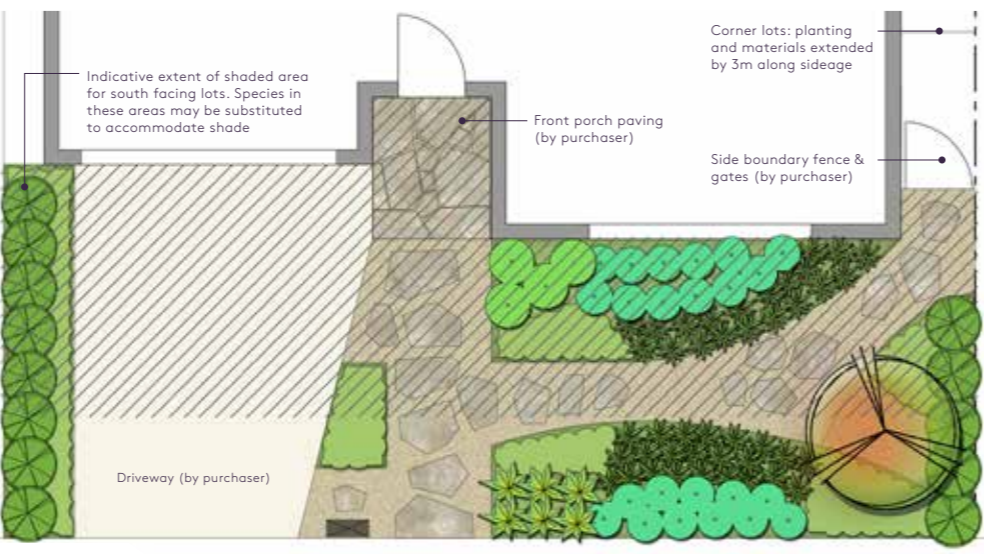 Indicative extent of shaded area
for south facing lots. Species in
these areas may be substituted
to accommodate shade
Front porch paving
(by purchaser)
Corner lots: planting
and materials extended
by 3m along sideage
Side boundary fence &
gates (by purchaser)
Driveway (by purchaser)